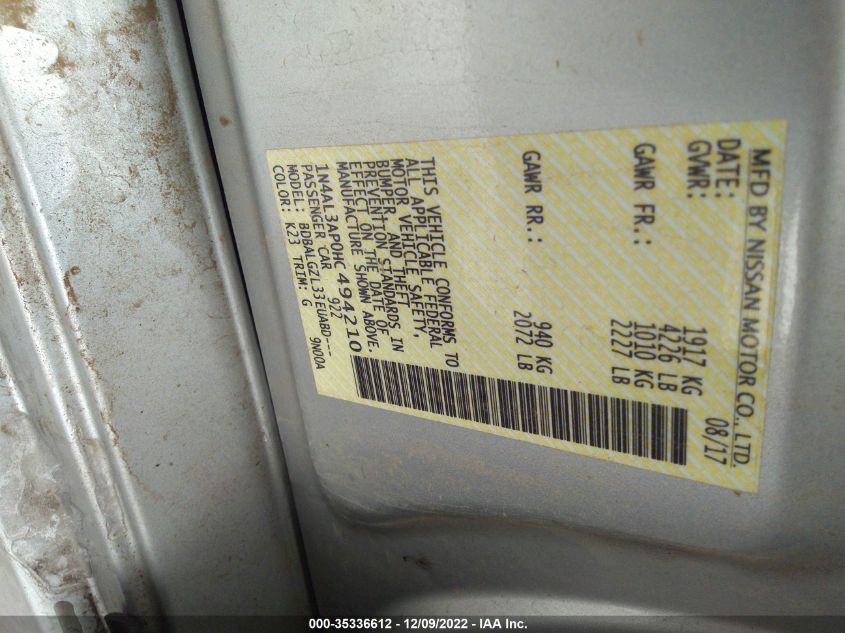 MFD BY NISSAN MOTOR CO., LTD.
DATE: 08/17
GVWR: 1917 KG
4226 LB
GAWR FR.: 1010 KG
2227 LB
GAWR RR.: 940 KG
2072 LB
THIS VEHICLE CONFORMS TO
ALL APPLICABLE FEDERAL
MOTOR VEHICLE SAFETY,
BUMPER, AND THEFT
PREVENTION STANDARDS IN
EFFECT ON THE DATE OF
MANUFACTURE SHOWN ABOVE.
1N4AL3AP0HC494210
PASSENGER CAR 922
MODEL: BDBALGZL33EUABD---
COLOR: K23 TRIM: G 9N00A
000-35336612 - 12/09/2022 - IAA Inc.